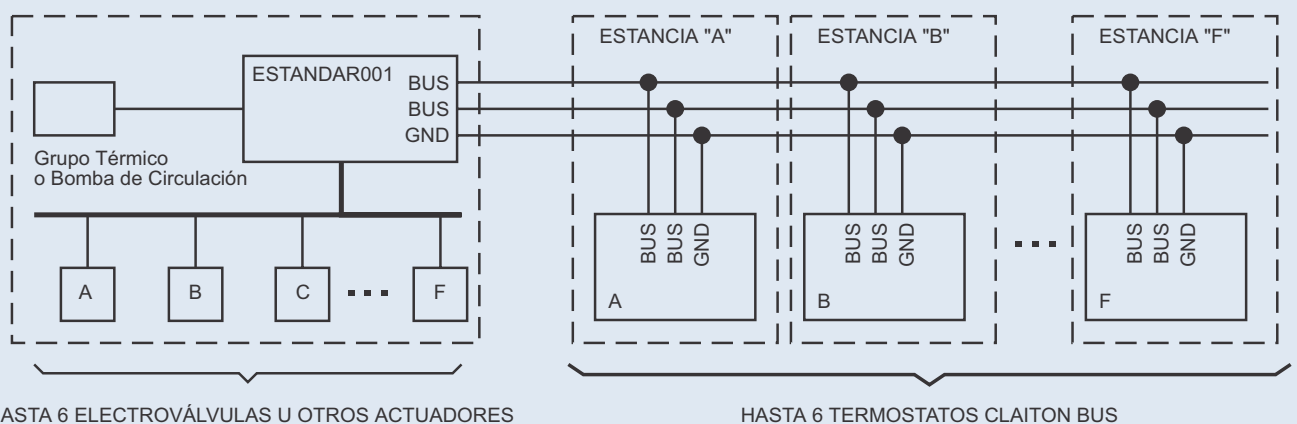 ESTANCIA "A"
ESTANCIA "B"
ESTANCIA "F"
ESTANDAR001
BUS
BUS
GND
Grupo Térmico
o Bomba de Circulación
BUS
BUS
GND
BUS
BUS
GND
BUS
BUS
GND
A
B
C
F
A
B
F
ASTA 6 ELECTROVÁLVULAS U OTROS ACTUADORES
HASTA 6 TERMOSTATOS CLAITON BUS